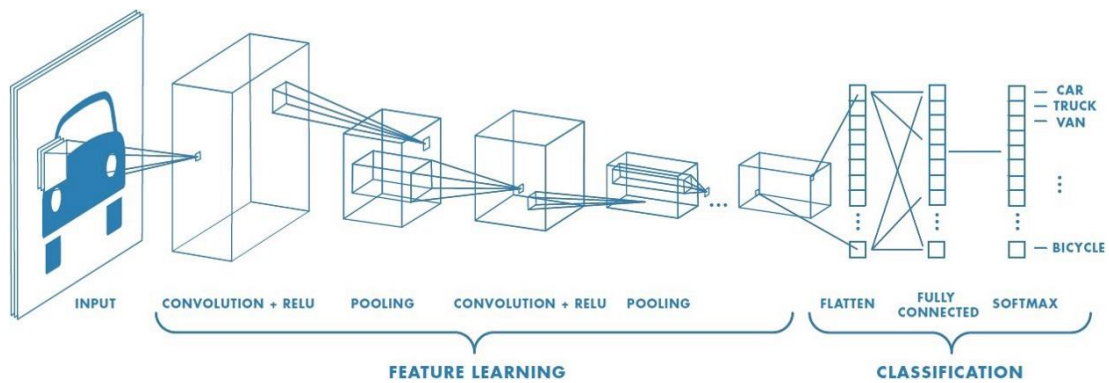 CAR
TRUCK
VAN
BICYCLE
INPUT
CONVOLUTION + RELU
POOLING
CONVOLUTION + RELU
POOLING
FLATTEN
FULLY
CONNECTED
SOFTMAX
FEATURE LEARNING
CLASSIFICATION